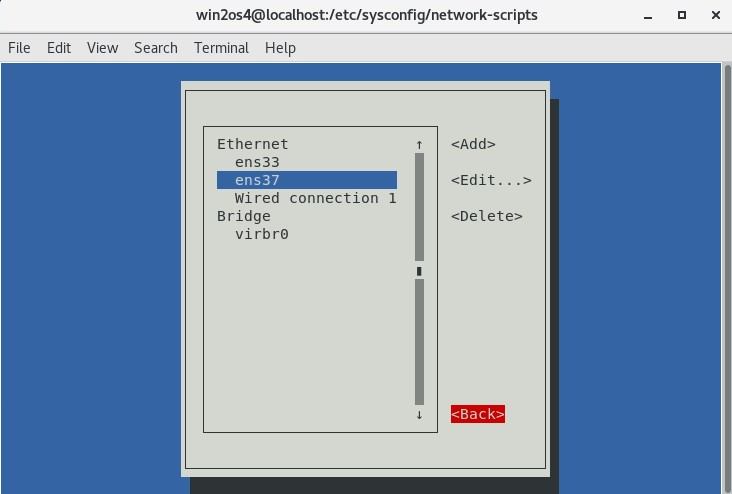 win2os4@localhost:/etc/sysconfig/network-scripts
File Edit View Search Terminal Help
Ethernet ↑ <Add>
ens33
ens37 <Edit...>
Wired connection 1
Bridge <Delete>
virbr0
↓ <Back>